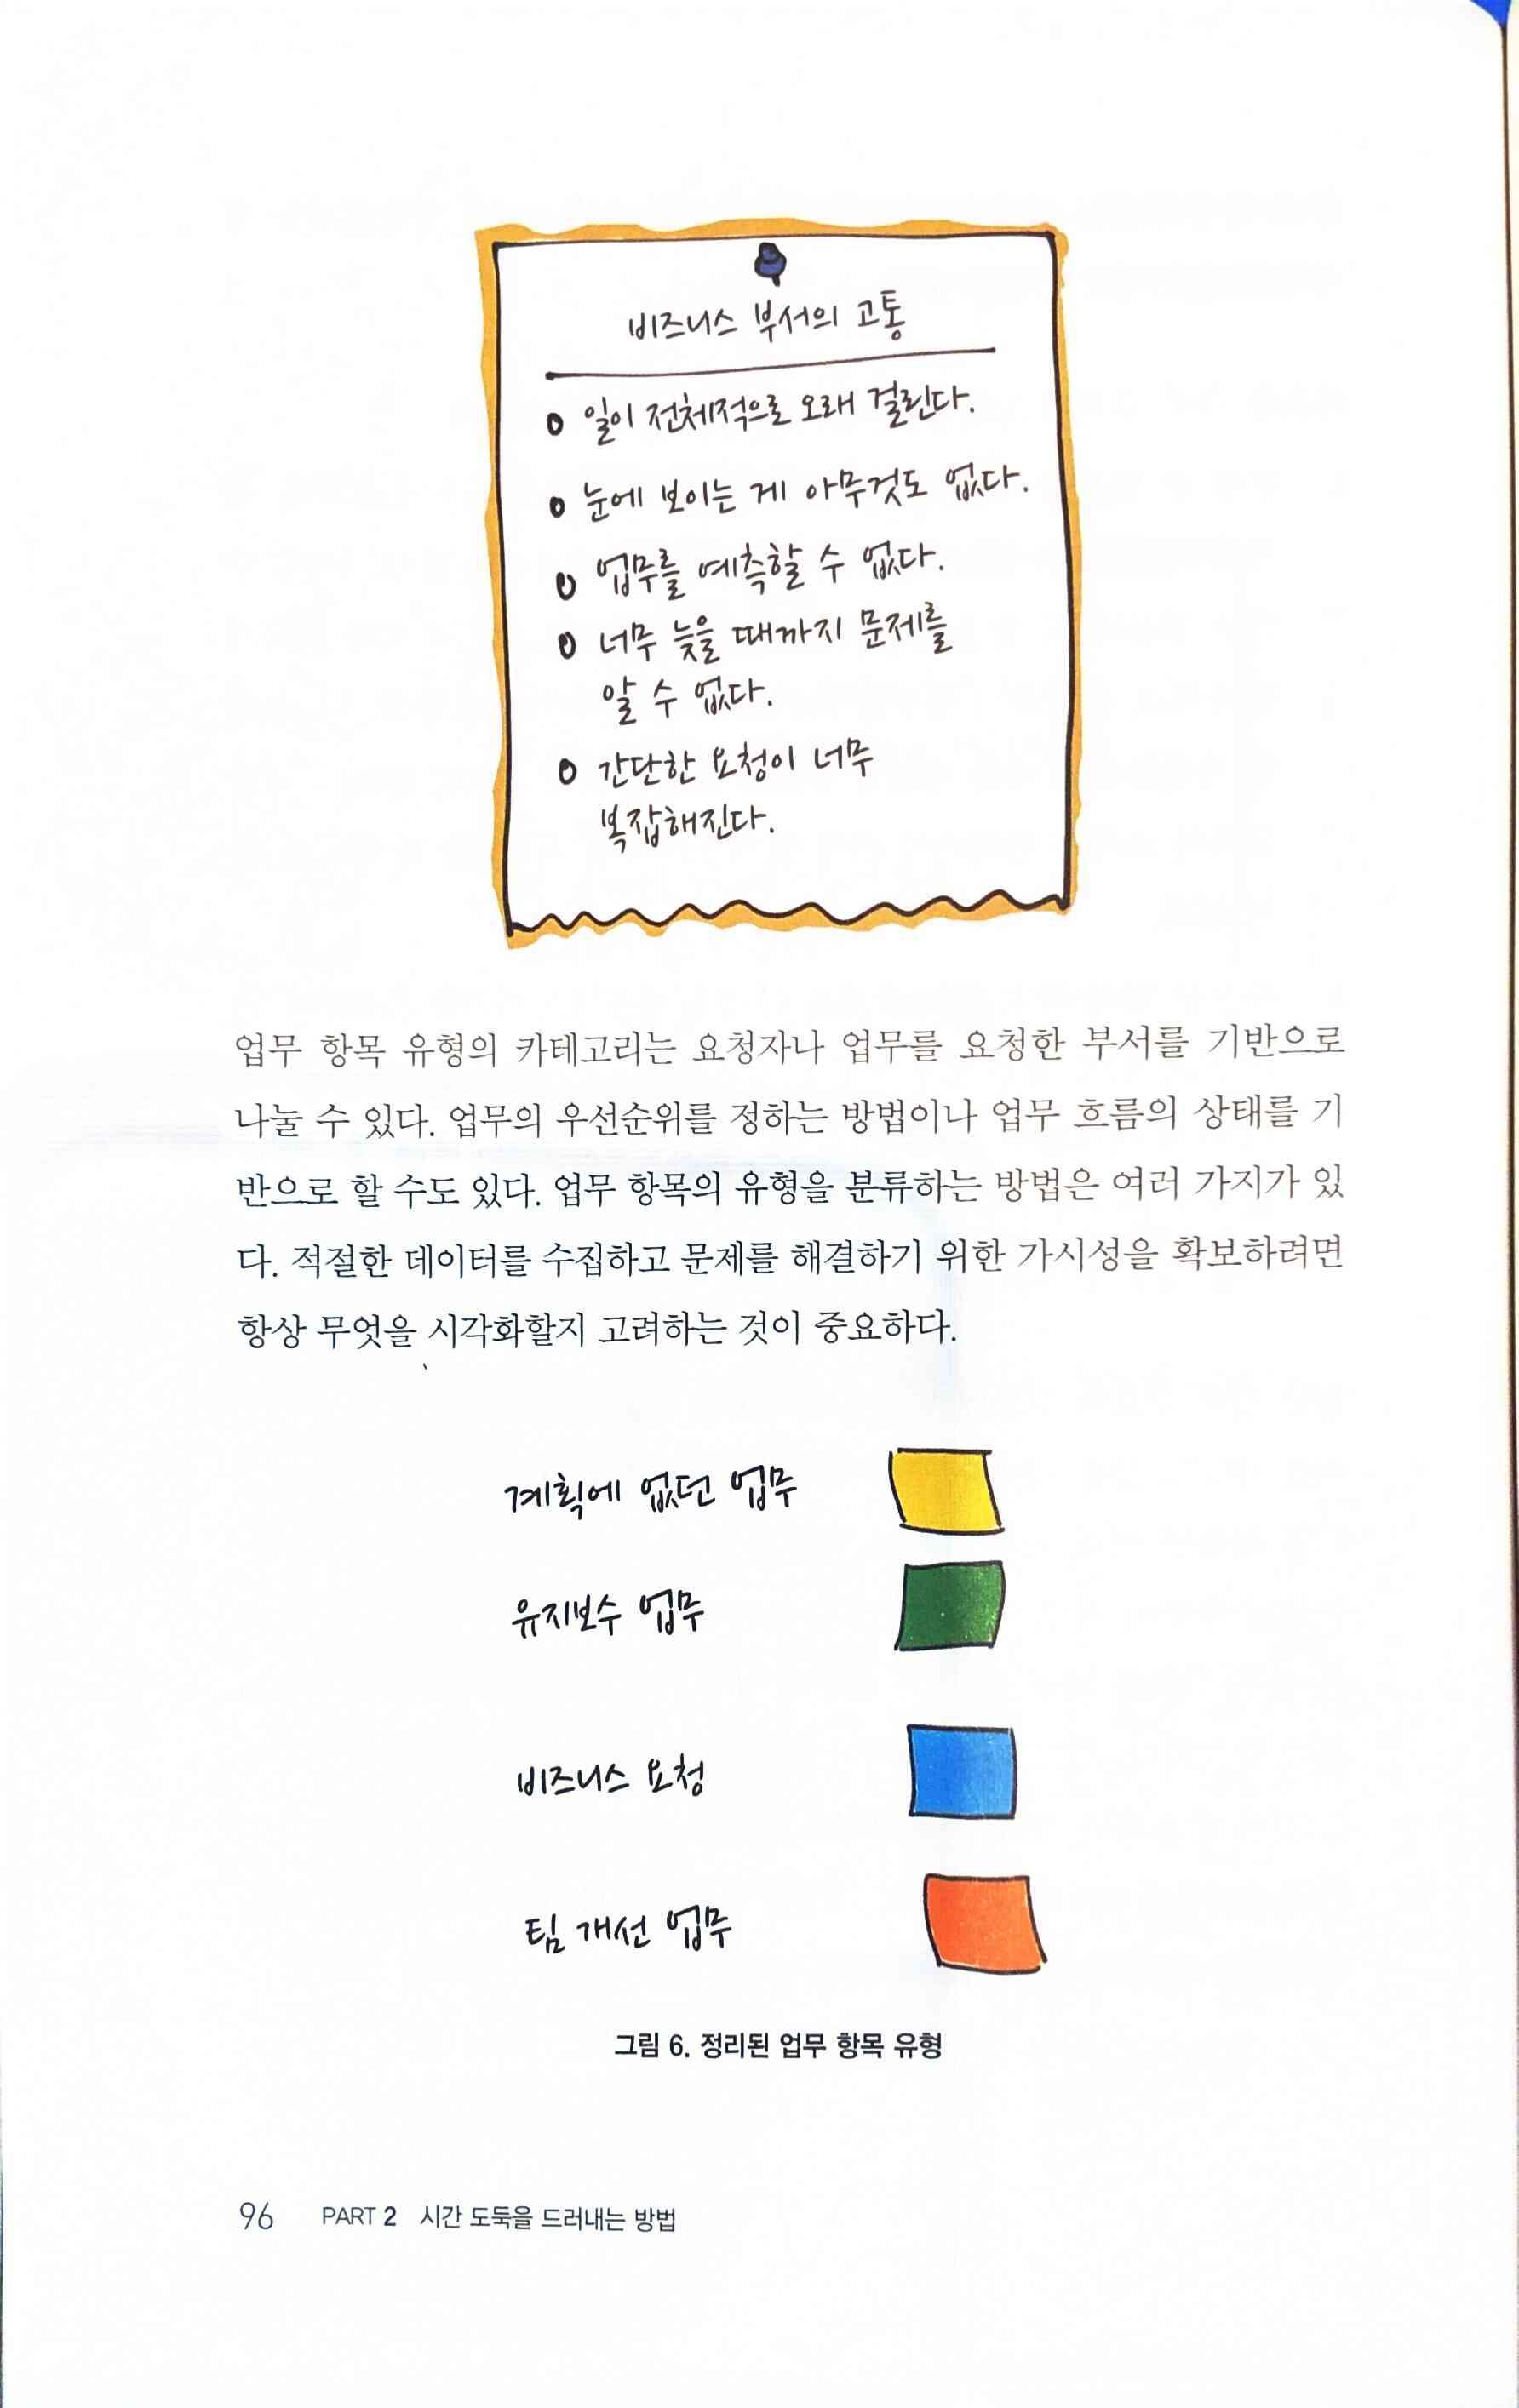 비즈니스 부서의 고통
일이 전체적으로 오래 걸린다.
눈에 보이는 게 아무것도 없다.
업무를 예측할 수 없다.
너무 늦을 때까지 문제를
알 수 없다.
간단한 요청이 너무
복잡해진다.
업무 항목 유형의 카테고리는 요청자나 업무를 요청한 부서를 기반으로
나눌 수 있다. 업무의 우선순위를 정하는 방법이나 업무 흐름의 상태를 기
반으로 할 수도 있다. 업무 항목의 유형을 분류하는 방법은 여러 가지가 있
다. 적절한 데이터를 수집하고 문제를 해결하기 위한 가시성을 확보하려면
항상 무엇을 시각화할지 고려하는 것이 중요하다.
계획에 없던 업무
유지보수 업무
비즈니스 요청
팀 개선 업무
그림 6. 정리된 업무 항목 유형
96 PART 2 시간 도둑을 드러내는 방법